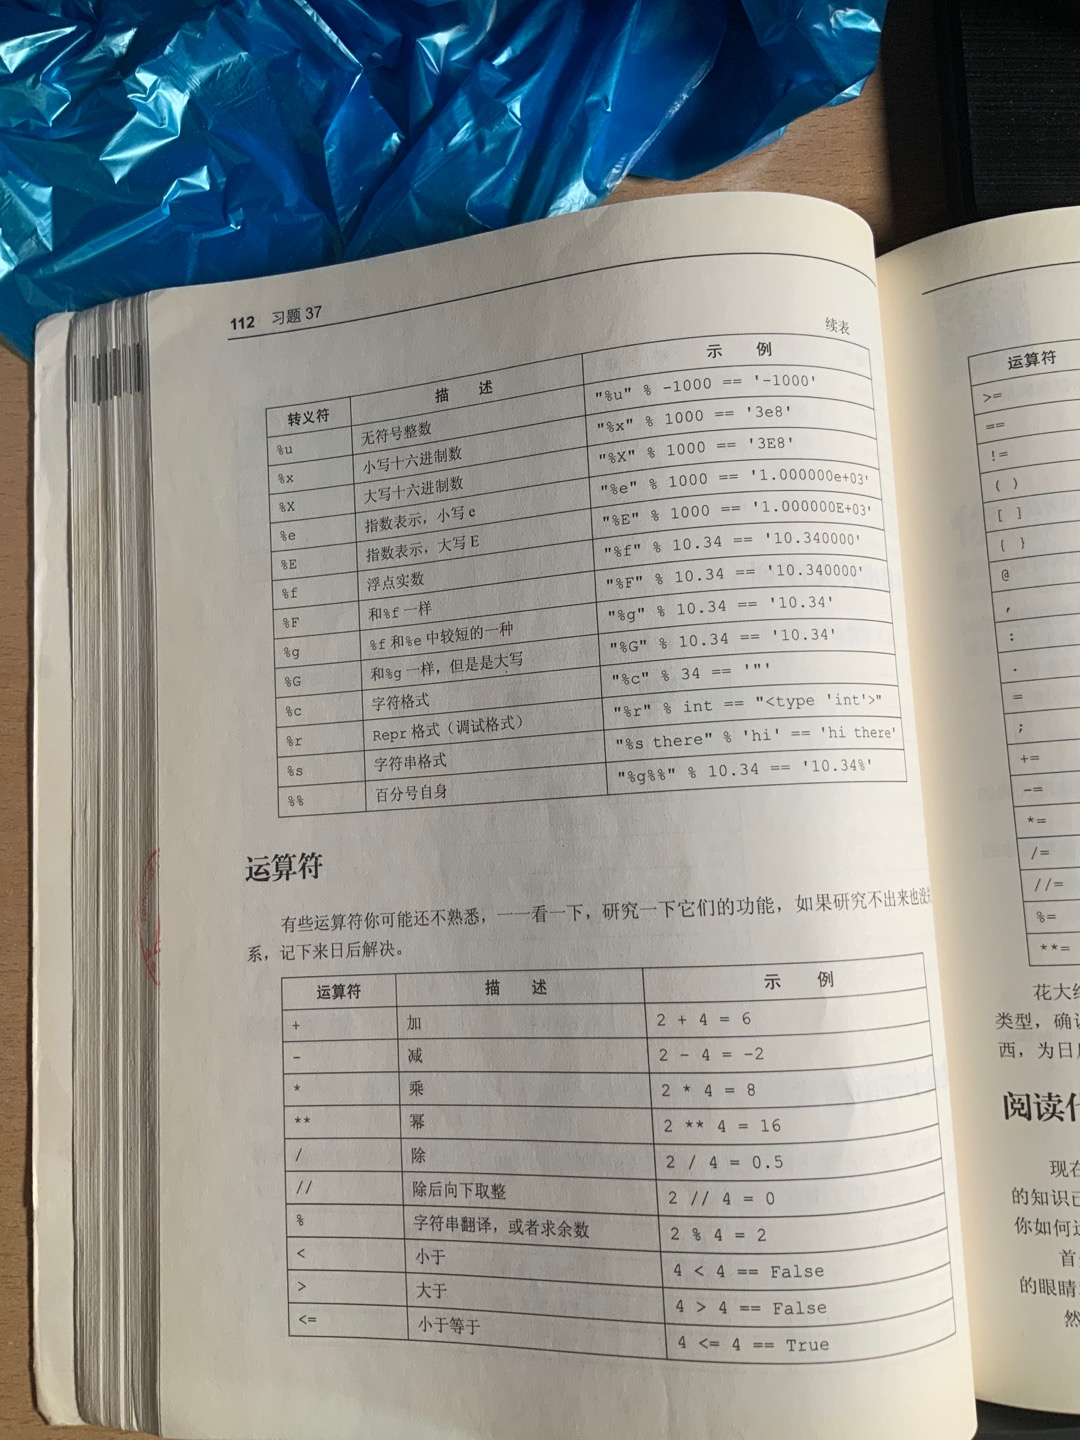 112 习题 37
续表
转义符 描 述 示 例
%u 无符号整数 "%u" % -1000 == '-1000'
%x 小写十六进制数 "%x" % 1000 == '3e8'
%X 大写十六进制数 "%X" % 1000 == '3E8'
%e 指数表示，小写 e "%e" % 1000 == '1.000000e+03'
%E 指数表示，大写 E "%E" % 1000 == '1.000000E+03'
%f 浮点实数 "%f" % 10.34 == '10.340000'
%F 和%f 一样 "%F" % 10.34 == '10.340000'
%g %f 和%e 中较短的一种 "%g" % 10.34 == '10.34'
%G 和%g 一样，但是是大写 "%G" % 10.34 == '10.34'
%c 字符格式 "%c" % 34 == '"'
%r Repr 格式（调试格式） "%r" % int == "<type 'int'>"
%s 字符串格式 "%s there" % 'hi' == 'hi there'
%% 百分号自身 "%g%%" % 10.34 == '10.34%'
运算符
有些运算符你可能还不熟悉，一一看一下，研究一下它们的功能，如果研究不出来也没
系，记下来日后解决。
运算符 描 述 示 例
+ 加 2 + 4 = 6
- 减 2 - 4 = -2
* 乘 2 * 4 = 8
** 幂 2 ** 4 = 16
/ 除 2 / 4 = 0.5
// 除后向下取整 2 // 4 = 0
% 字符串翻译，或者求余数 2 % 4 = 2
< 小于 4 < 4 == False
> 大于 4 > 4 == False
<= 小于等于 4 <= 4 == True
运算符
>=
==
!=
( )
[ ]
{ }
@
,
:
.
=
;
+=
-=
*=
/=
//=
%=
**=
花大
类型，确
西，为日
阅读
现在
的知识
你如何
首
的眼睛
然